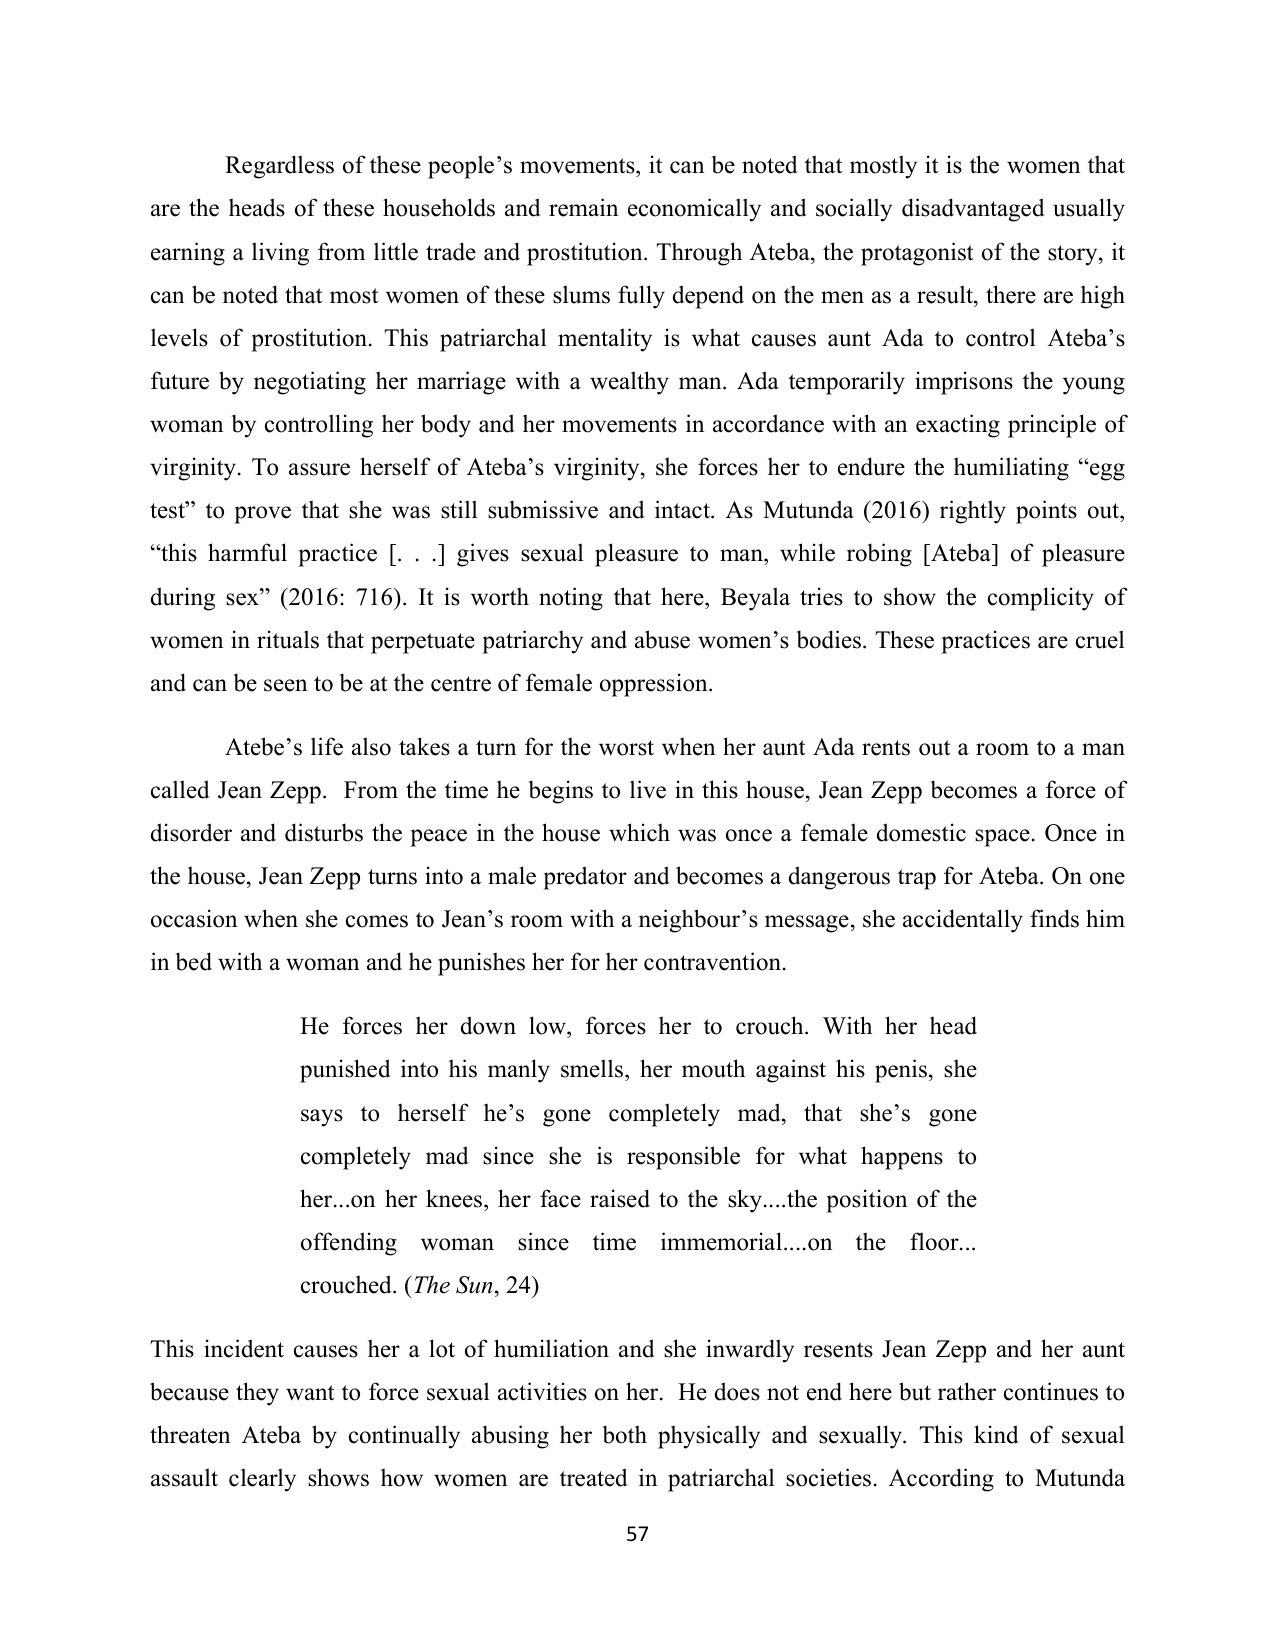 Regardless of these people’s movements, it can be noted that mostly it is the women that
are the heads of these households and remain economically and socially disadvantaged usually
earning a living from little trade and prostitution. Through Ateba, the protagonist of the story, it
can be noted that most women of these slums fully depend on the men as a result, there are high
levels of prostitution. This patriarchal mentality is what causes aunt Ada to control Ateba’s
future by negotiating her marriage with a wealthy man. Ada temporarily imprisons the young
woman by controlling her body and her movements in accordance with an exacting principle of
virginity. To assure herself of Ateba’s virginity, she forces her to endure the humiliating “egg
test” to prove that she was still submissive and intact. As Mutunda (2016) rightly points out,
“this harmful practice [. . .] gives sexual pleasure to man, while robing [Ateba] of pleasure
during sex” (2016: 716). It is worth noting that here, Beyala tries to show the complicity of
women in rituals that perpetuate patriarchy and abuse women’s bodies. These practices are cruel
and can be seen to be at the centre of female oppression.
Atebe’s life also takes a turn for the worst when her aunt Ada rents out a room to a man
called Jean Zepp.  From the time he begins to live in this house, Jean Zepp becomes a force of
disorder and disturbs the peace in the house which was once a female domestic space. Once in
the house, Jean Zepp turns into a male predator and becomes a dangerous trap for Ateba. On one
occasion when she comes to Jean’s room with a neighbour’s message, she accidentally finds him
in bed with a woman and he punishes her for her contravention.
He forces her down low, forces her to crouch. With her head
punished into his manly smells, her mouth against his penis, she
says to herself he’s gone completely mad, that she’s gone
completely mad since she is responsible for what happens to
her...on her knees, her face raised to the sky....the position of the
offending woman since time immemorial....on the floor...
crouched. (The Sun, 24)
This incident causes her a lot of humiliation and she inwardly resents Jean Zepp and her aunt
because they want to force sexual activities on her.  He does not end here but rather continues to
threaten Ateba by continually abusing her both physically and sexually. This kind of sexual
assault clearly shows how women are treated in patriarchal societies. According to Mutunda
57